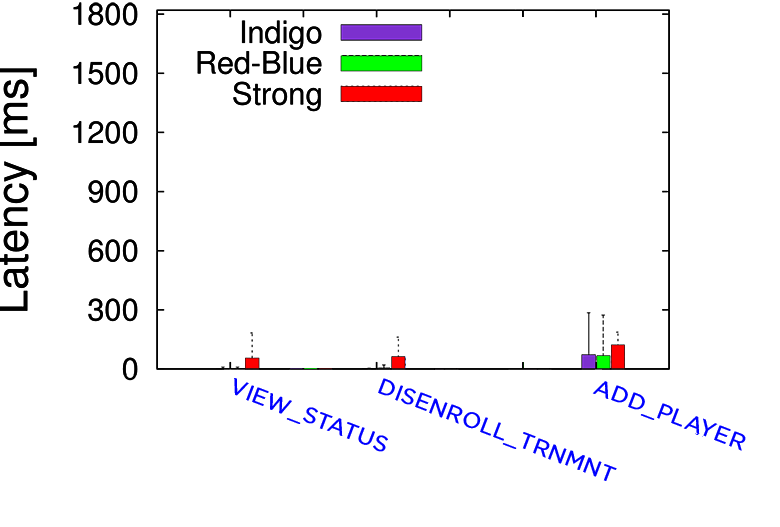 Latency [ms]
1800
1500
1200
900
600
300
0
Indigo
Red-Blue
Strong
VIEW_STATUS
DISENROLL_TRNMNT
ADD_PLAYER